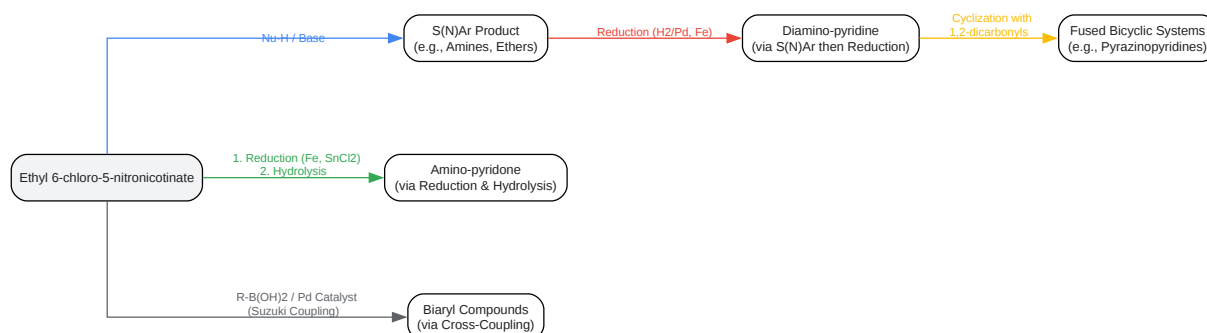 Nu-H / Base
S(N)Ar Product
(e.g., Amines, Ethers)
Reduction (H2/Pd, Fe)
Diamino-pyridine
(via S(N)Ar then Reduction)
Cyclization with
1,2-dicarbonyls
Fused Bicyclic Systems
(e.g., Pyrazinopyridines)
Ethyl 6-chloro-5-nitronicotinate
1. Reduction (Fe, SnCl2)
2. Hydrolysis
Amino-pyridone
(via Reduction & Hydrolysis)
R-B(OH)2 / Pd Catalyst
(Suzuki Coupling)
Biaryl Compounds
(via Cross-Coupling)